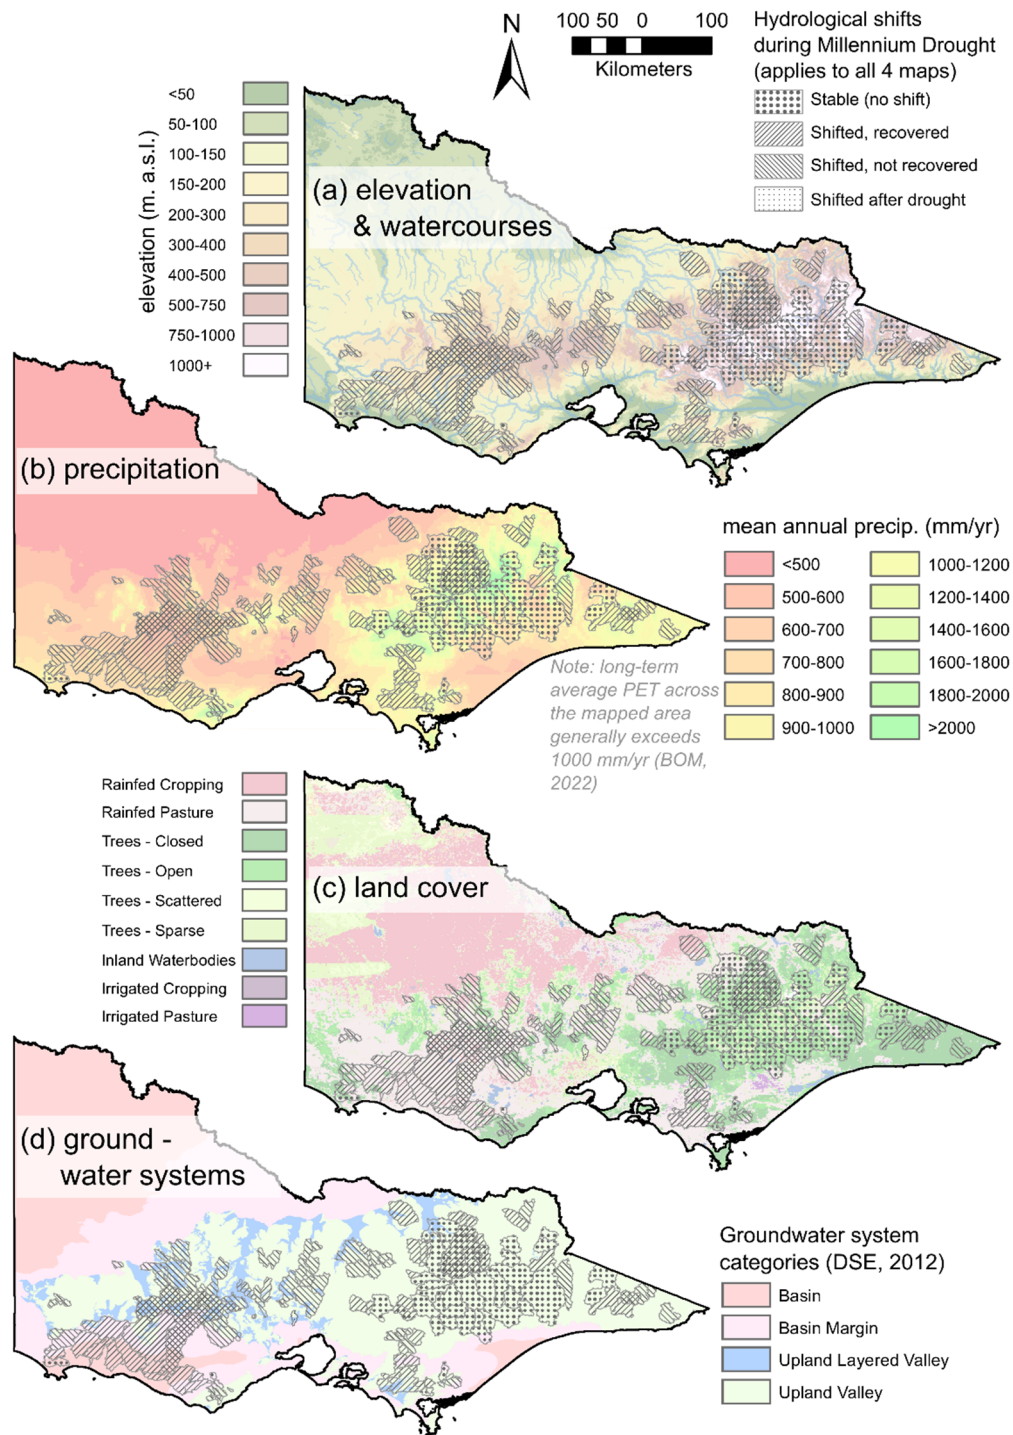 N
100 50 0 100
Kilometers
Hydrological shifts
during Millennium Drought
(applies to all 4 maps)
Stable (no shift)
Shifted, recovered
Shifted, not recovered
Shifted after drought
elevation (m. a.s.l.)
<50
50-100
100-150
150-200
200-300
300-400
400-500
500-750
750-1000
1000+
(a) elevation
& watercourses
(b) precipitation
mean annual precip. (mm/yr)
<500
500-600
600-700
700-800
800-900
900-1000
1000-1200
1200-1400
1400-1600
1600-1800
1800-2000
>2000
Note: long-term
average PET across
the mapped area
generally exceeds
1000 mm/yr (BOM,
2022)
Rainfed Cropping
Rainfed Pasture
Trees - Closed
Trees - Open
Trees - Scattered
Trees - Sparse
Inland Waterbodies
Irrigated Cropping
Irrigated Pasture
(c) land cover
(d) ground -
water systems
Groundwater system
categories (DSE, 2012)
Basin
Basin Margin
Upland Layered Valley
Upland Valley